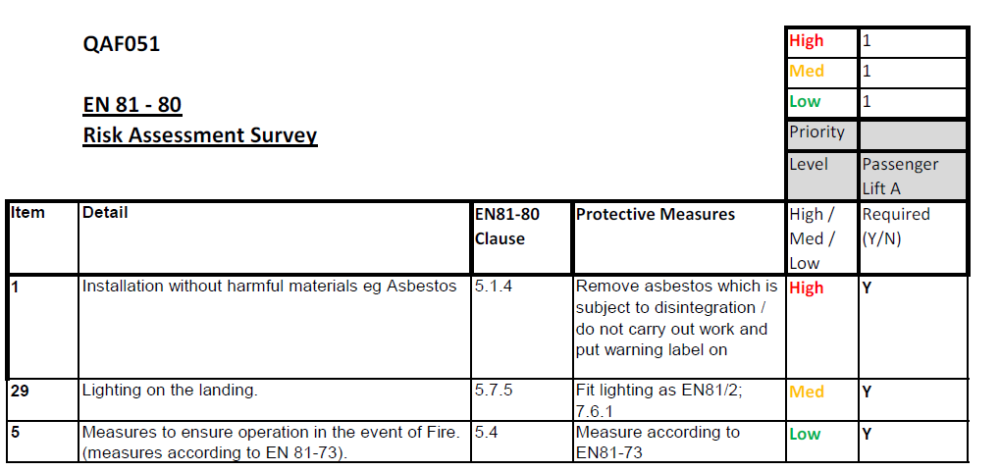 QAF051
High 1
Med 1
EN 81 - 80
Low 1
Risk Assessment Survey
Priority
Level Passenger
Lift A
Item Detail EN81-80 Protective Measures High / Required
Clause Med / (Y/N)
Low
1 Installation without harmful materials eg Asbestos 5.1.4 Remove asbestos which is High Y
subject to disintegration /
do not carry out work and
put warning label on
29 Lighting on the landing. 5.7.5 Fit lighting as EN81/2; Med Y
7.6.1
5 Measures to ensure operation in the event of Fire. 5.4 Measure according to Low Y
(measures according to EN 81-73). EN81-73